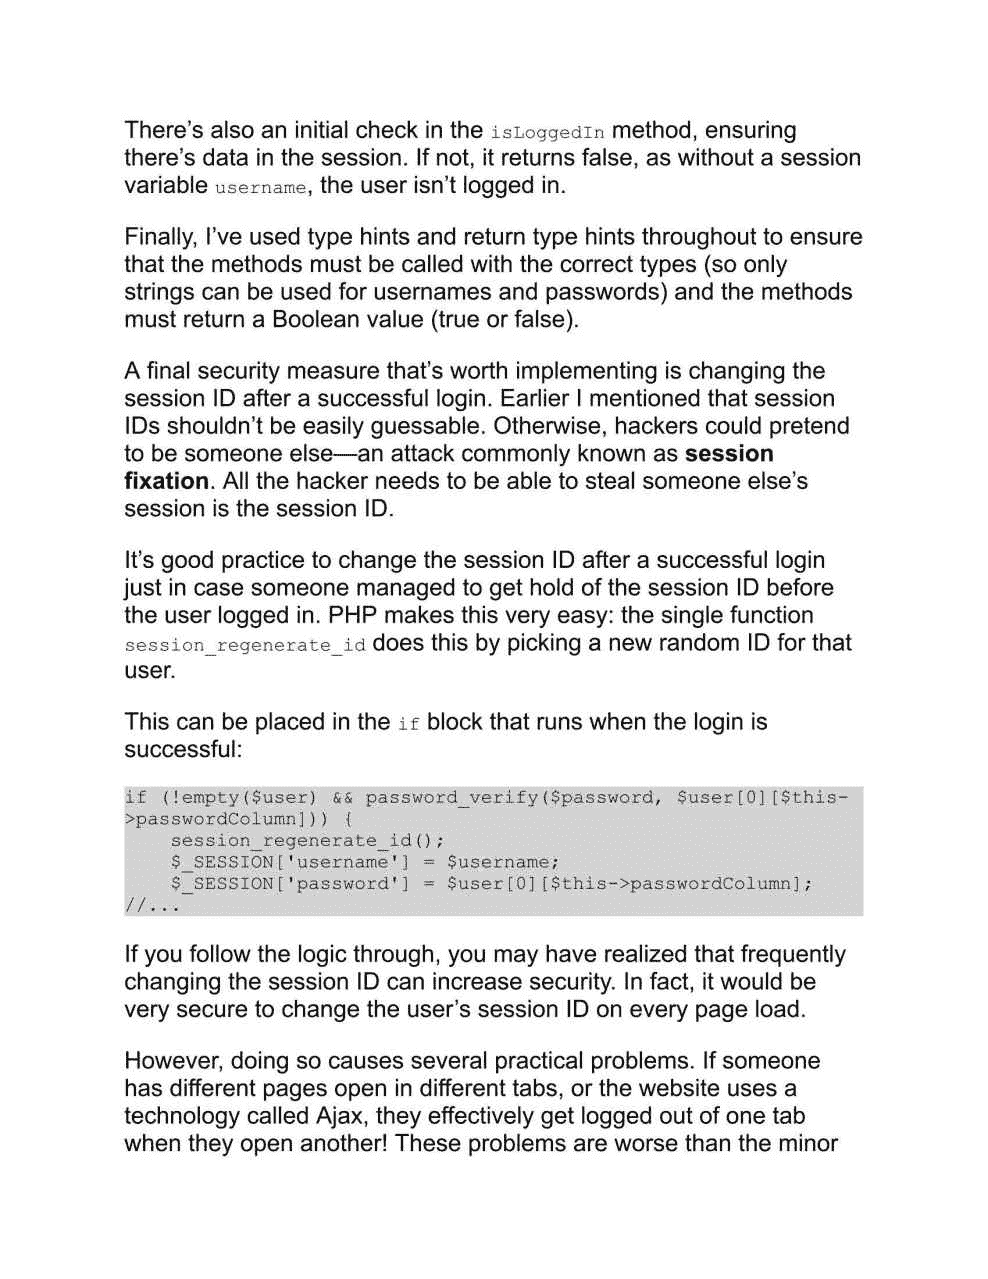 There’s also an initial check in the isLoggedIn method, ensuring
there’s data in the session. If not, it returns false, as without a session
variable username, the user isn’t logged in.
Finally, I’ve used type hints and return type hints throughout to ensure
that the methods must be called with the correct types (so only
strings can be used for usernames and passwords) and the methods
must return a Boolean value (true or false).
A final security measure that’s worth implementing is changing the
session ID after a successful login. Earlier I mentioned that session
IDs shouldn’t be easily guessable. Otherwise, hackers could pretend
to be someone else—an attack commonly known as session
fixation. All the hacker needs to be able to steal someone else’s
session is the session ID.
It’s good practice to change the session ID after a successful login
just in case someone managed to get hold of the session ID before
the user logged in. PHP makes this very easy: the single function
session_regenerate_id does this by picking a new random ID for that
user.
This can be placed in the if block that runs when the login is
successful:
if (!empty($user) && password_verify($password, $user[0][$this-
>passwordColumn])) {
    session_regenerate_id();
    $_SESSION['username'] = $username;
    $_SESSION['password'] = $user[0][$this->passwordColumn];
//...
If you follow the logic through, you may have realized that frequently
changing the session ID can increase security. In fact, it would be
very secure to change the user’s session ID on every page load.
However, doing so causes several practical problems. If someone
has different pages open in different tabs, or the website uses a
technology called Ajax, they effectively get logged out of one tab
when they open another! These problems are worse than the minor